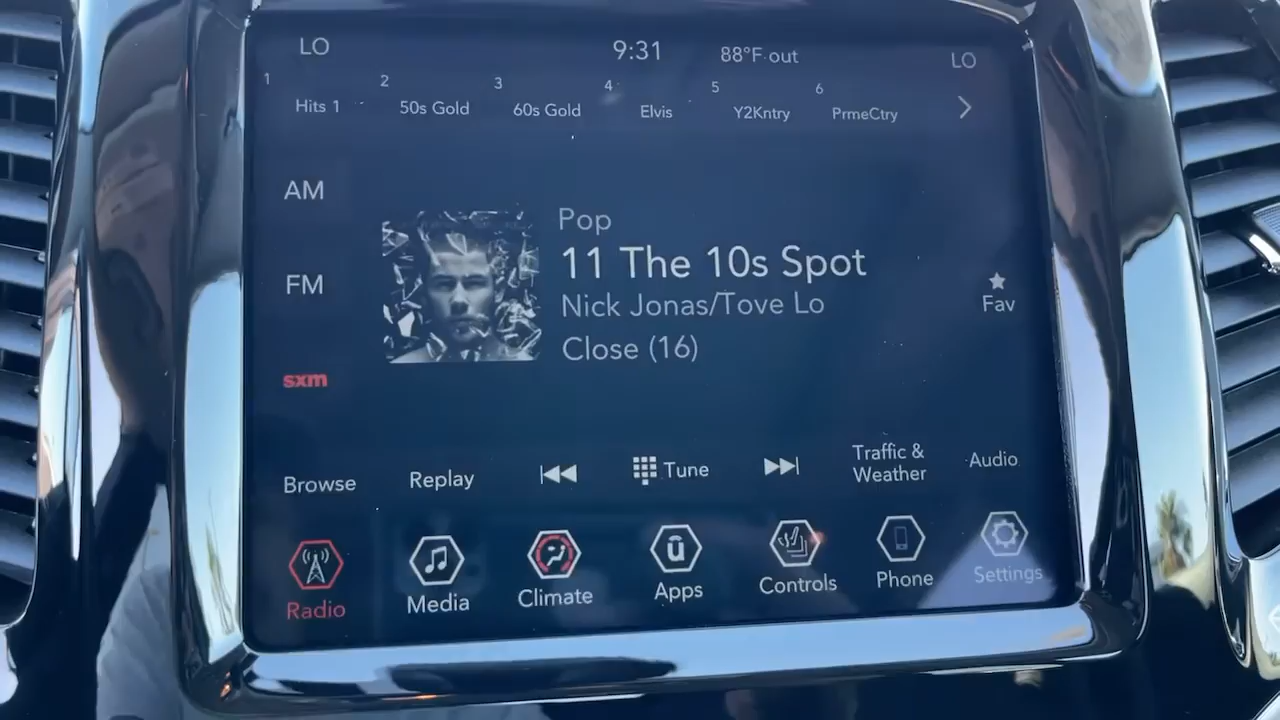 LO 9:31 88°F out LO
1 2 3 4 5 6
Hits 1 50s Gold 60s Gold Elvis Y2Kntry PrmeCtry
AM
Pop
11 The 10s Spot
FM
Nick Jonas/Tove Lo
Fav
Close (16)
sxm
Browse Replay Tune Traffic & Weather Audio
Radio Media Climate Apps Controls Phone Settings